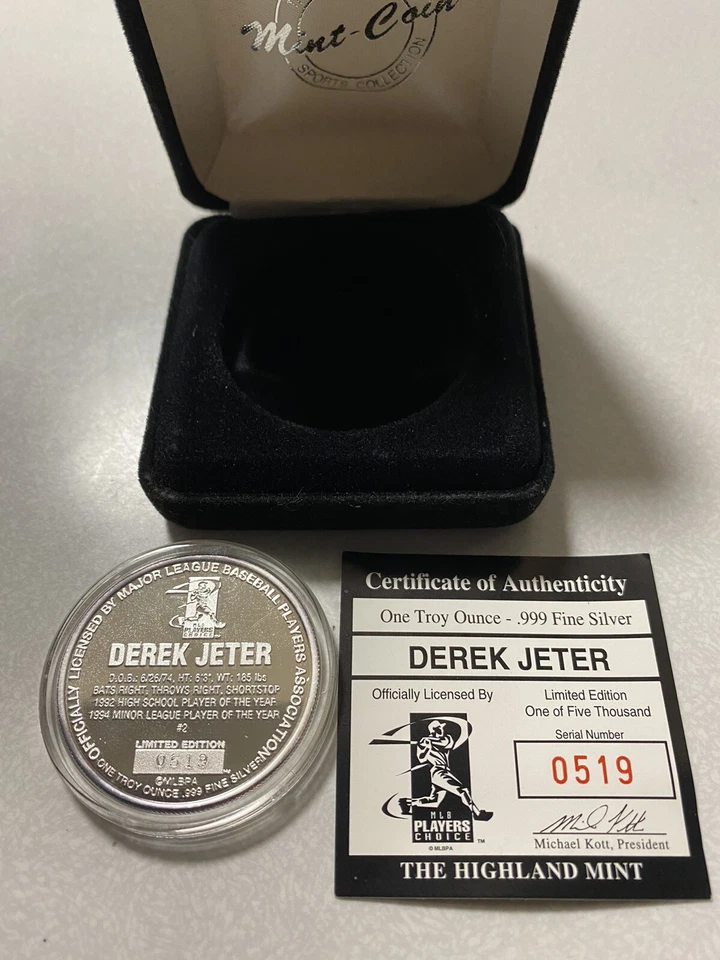 Mint-Coin
SPORTS COLLECTION
OFFICIALLY LICENSED BY MAJOR LEAGUE BASEBALL PLAYERS ASSOCIATION
MLB
PLAYERS
CHOICE
DEREK JETER
D.O.B.: 6/26/74, HT: 6'3", WT: 185 lbs
BATS RIGHT, THROWS RIGHT, SHORTSTOP
1992 HIGH SCHOOL PLAYER OF THE YEAR
1994 MINOR LEAGUE PLAYER OF THE YEAR
#2
LIMITED EDITION
0519
©MLBPA
ONE TROY OUNCE .999 FINE SILVER
Certificate of Authenticity
One Troy Ounce - .999 Fine Silver
DEREK JETER
Officially Licensed By
MLB
PLAYERS
CHOICE ™
© MLBPA
Limited Edition
One of Five Thousand
Serial Number
0519
Michael Kott, President
THE HIGHLAND MINT